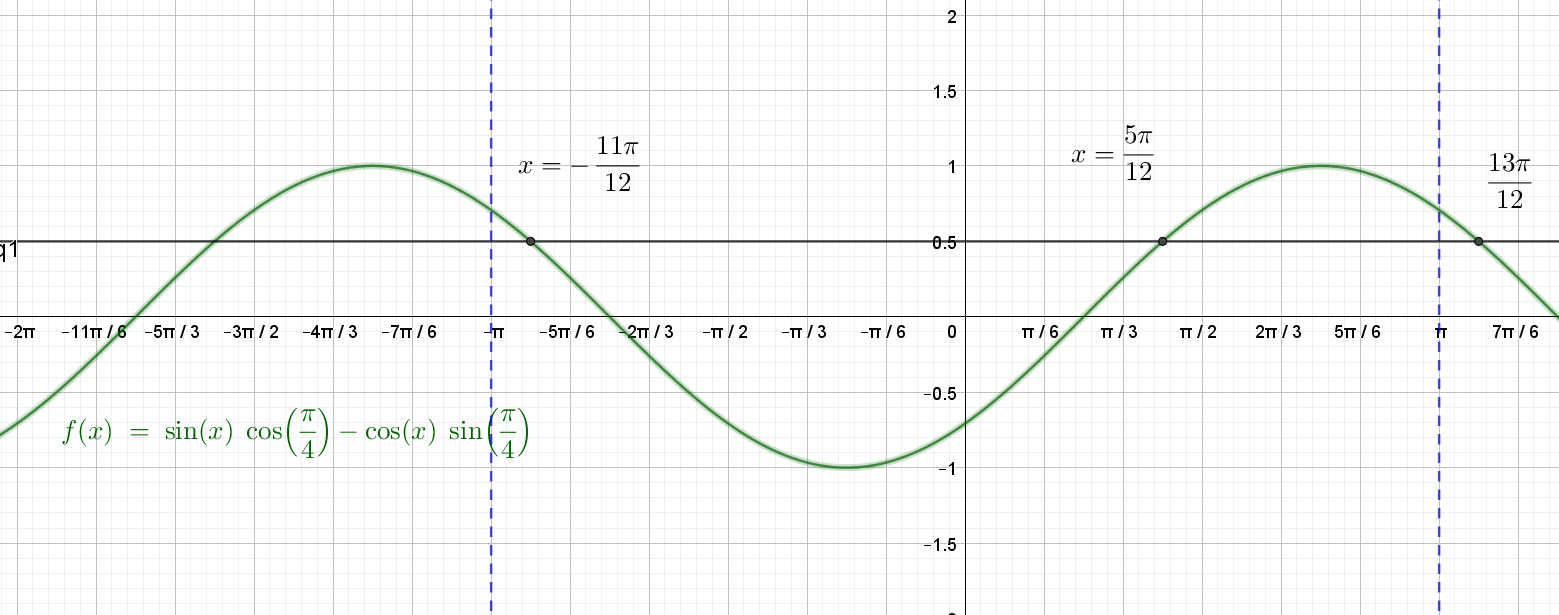 2
1.5
x = −11π/12
x = 5π/12
13π/12
1
q1
0.5
−2π −11π / 6 −5π / 3 −3π / 2 −4π / 3 −7π / 6 −π −5π / 6 −2π / 3 −π / 2 −π / 3 −π / 6 0 π / 6 π / 3 π / 2 2π / 3 5π / 6 π 7π / 6
−0.5
f(x) = sin(x) cos(π/4) − cos(x) sin(π/4)
−1
−1.5